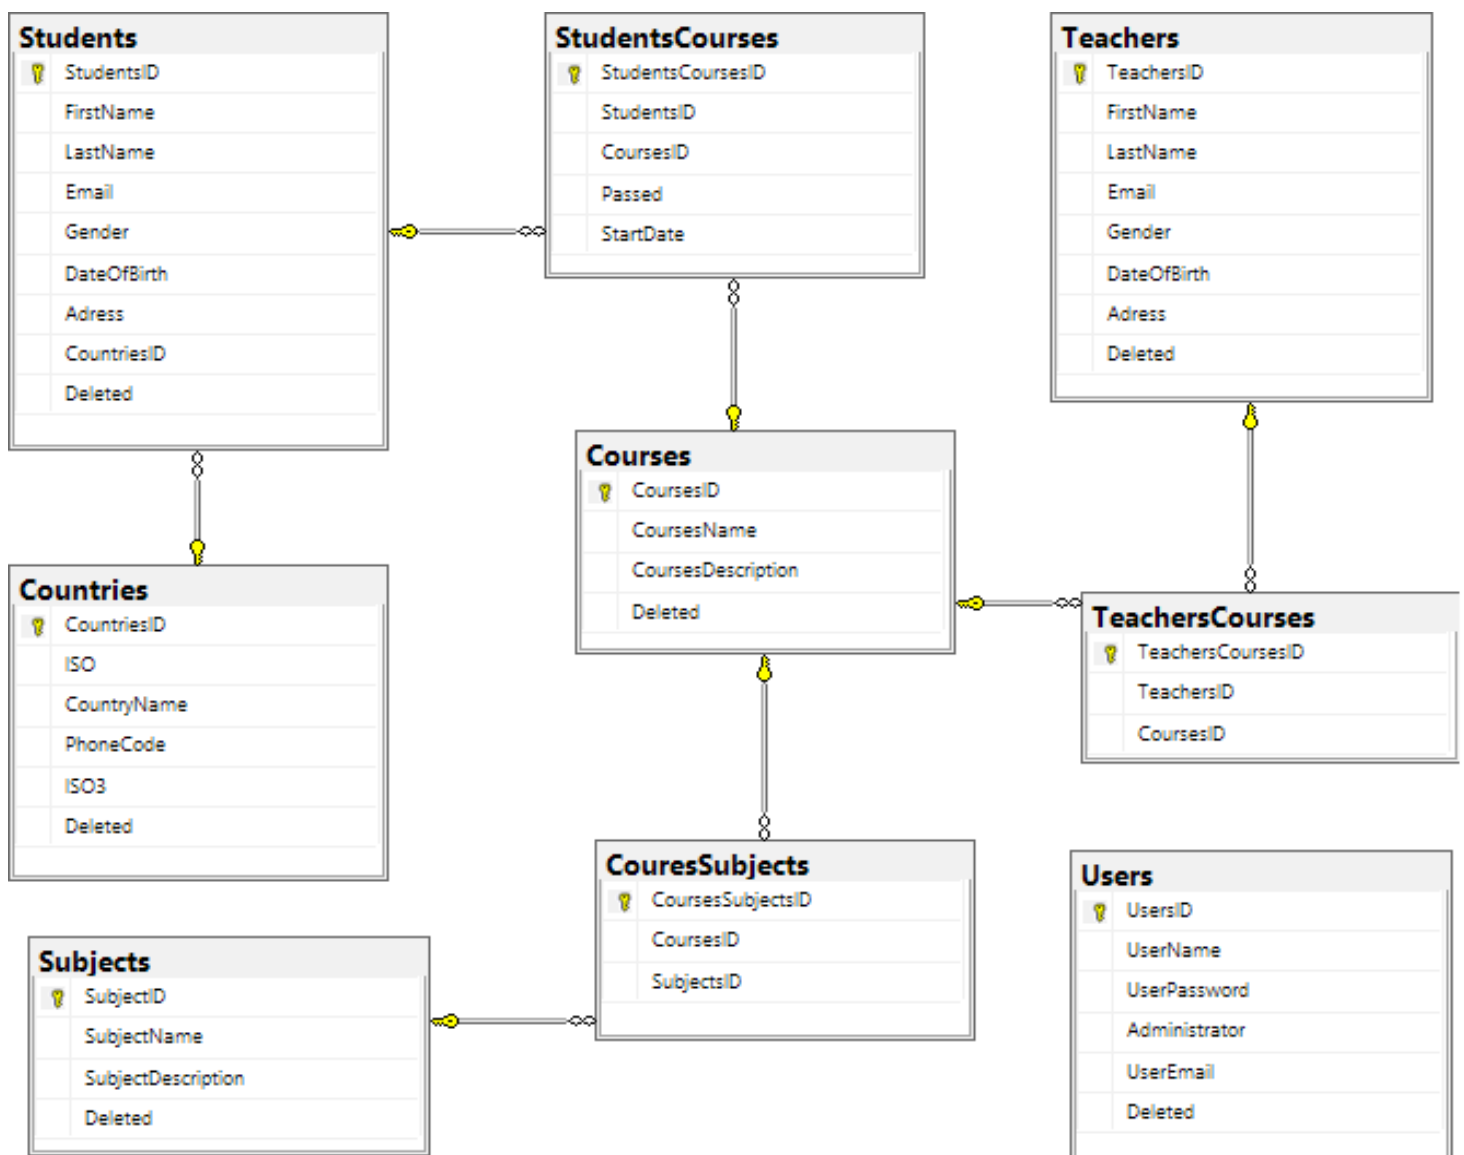 Students
StudentsID
FirstName
LastName
Email
Gender
DateOfBirth
Adress
CountriesID
Deleted
StudentsCourses
StudentsCoursesID
StudentsID
CoursesID
Passed
StartDate
Teachers
TeachersID
FirstName
LastName
Email
Gender
DateOfBirth
Adress
Deleted
Courses
CoursesID
CoursesName
CoursesDescription
Deleted
Countries
CountriesID
ISO
CountryName
PhoneCode
ISO3
Deleted
TeachersCourses
TeachersCoursesID
TeachersID
CoursesID
CouresSubjects
CoursesSubjectsID
CoursesID
SubjectsID
Subjects
SubjectID
SubjectName
SubjectDescription
Deleted
Users
UsersID
UserName
UserPassword
Administrator
UserEmail
Deleted